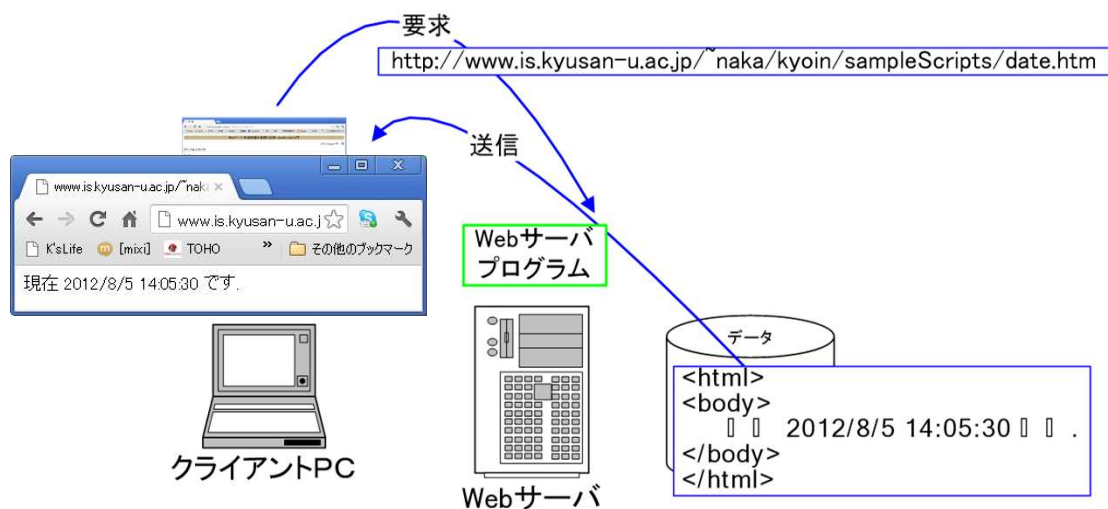 要求
http://www.is.kyusan-u.ac.jp/~naka/kyoin/sampleScripts/date.htm
送信
www.is.kyusan-u.ac.jp/~nak
www.is.kyusan-u.ac.j
K'sLife [mixi] TOHO » その他のブックマーク
現在 2012/8/5 14:05:30 です.
Webサーバ
プログラム
データ
<html>
<body>
2012/8/5 14:05:30 .
</body>
</html>
クライアントPC
Webサーバ